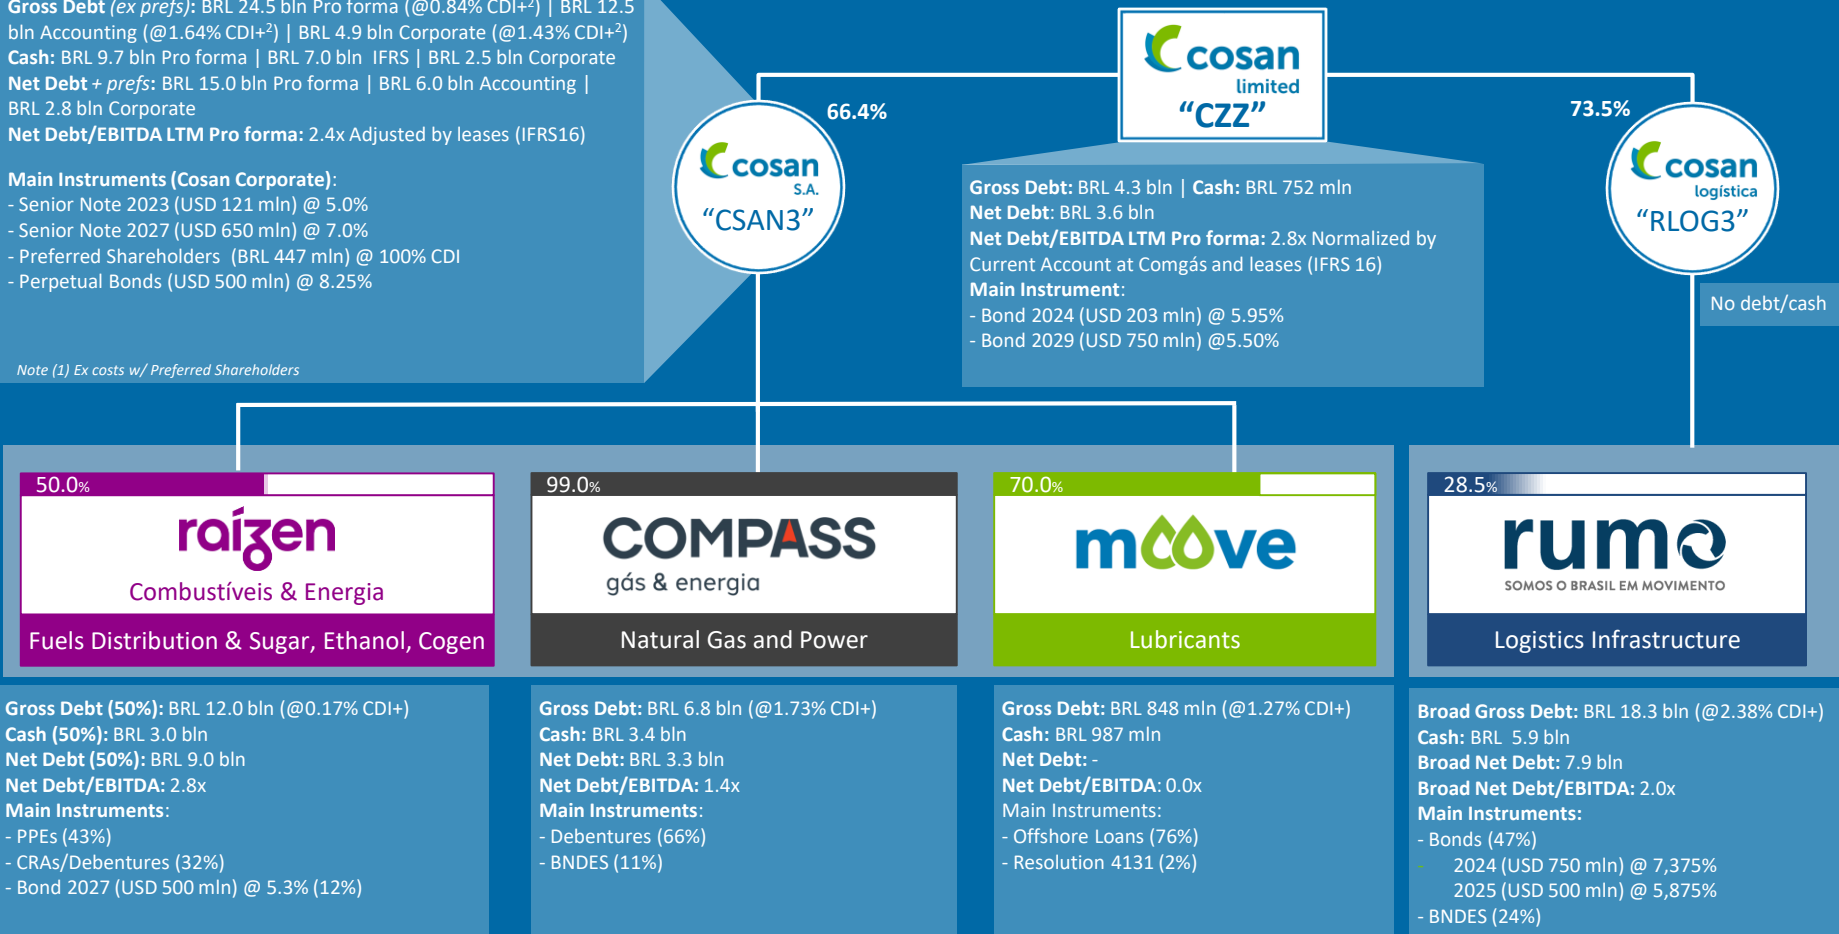 Gross Debt (ex prefs): BRL 24.5 bln Pro forma (@0.84% CDI+²) | BRL 12.5
bln Accounting (@1.64% CDI+²) | BRL 4.9 bln Corporate (@1.43% CDI+²)
Cash: BRL 9.7 bln Pro forma | BRL 7.0 bln IFRS | BRL 2.5 bln Corporate
Net Debt + prefs: BRL 15.0 bln Pro forma | BRL 6.0 bln Accounting |
BRL 2.8 bln Corporate
Net Debt/EBITDA LTM Pro forma: 2.4x Adjusted by leases (IFRS16)
Main Instruments (Cosan Corporate):
- Senior Note 2023 (USD 121 mln) @ 5.0%
- Senior Note 2027 (USD 650 mln) @ 7.0%
- Preferred Shareholders (BRL 447 mln) @ 100% CDI
- Perpetual Bonds (USD 500 mln) @ 8.25%
Note (1) Ex costs w/ Preferred Shareholders
66.4%
cosan
S.A.
"CSAN3"
cosan
limited
"CZZ"
Gross Debt: BRL 4.3 bln | Cash: BRL 752 mln
Net Debt: BRL 3.6 bln
Net Debt/EBITDA LTM Pro forma: 2.8x Normalized by
Current Account at Comgás and leases (IFRS 16)
Main Instrument:
- Bond 2024 (USD 203 mln) @ 5.95%
- Bond 2029 (USD 750 mln) @5.50%
73.5%
cosan
logística
"RLOG3"
No debt/cash
50.0%
raízen
Combustíveis & Energia
Fuels Distribution & Sugar, Ethanol, Cogen
99.0%
COMPASS
gás & energia
Natural Gas and Power
70.0%
moove
Lubricants
28.5%
rumo
SOMOS O BRASIL EM MOVIMENTO
Logistics Infrastructure
Gross Debt (50%): BRL 12.0 bln (@0.17% CDI+)
Cash (50%): BRL 3.0 bln
Net Debt (50%): BRL 9.0 bln
Net Debt/EBITDA: 2.8x
Main Instruments:
- PPEs (43%)
- CRAs/Debentures (32%)
- Bond 2027 (USD 500 mln) @ 5.3% (12%)
Gross Debt: BRL 6.8 bln (@1.73% CDI+)
Cash: BRL 3.4 bln
Net Debt: BRL 3.3 bln
Net Debt/EBITDA: 1.4x
Main Instruments:
- Debentures (66%)
- BNDES (11%)
Gross Debt: BRL 848 mln (@1.27% CDI+)
Cash: BRL 987 mln
Net Debt: -
Net Debt/EBITDA: 0.0x
Main Instruments:
- Offshore Loans (76%)
- Resolution 4131 (2%)
Broad Gross Debt: BRL 18.3 bln (@2.38% CDI+)
Cash: BRL 5.9 bln
Broad Net Debt: 7.9 bln
Broad Net Debt/EBITDA: 2.0x
Main Instruments:
- Bonds (47%)
- 2024 (USD 750 mln) @ 7,375%
2025 (USD 500 mln) @ 5,875%
- BNDES (24%)